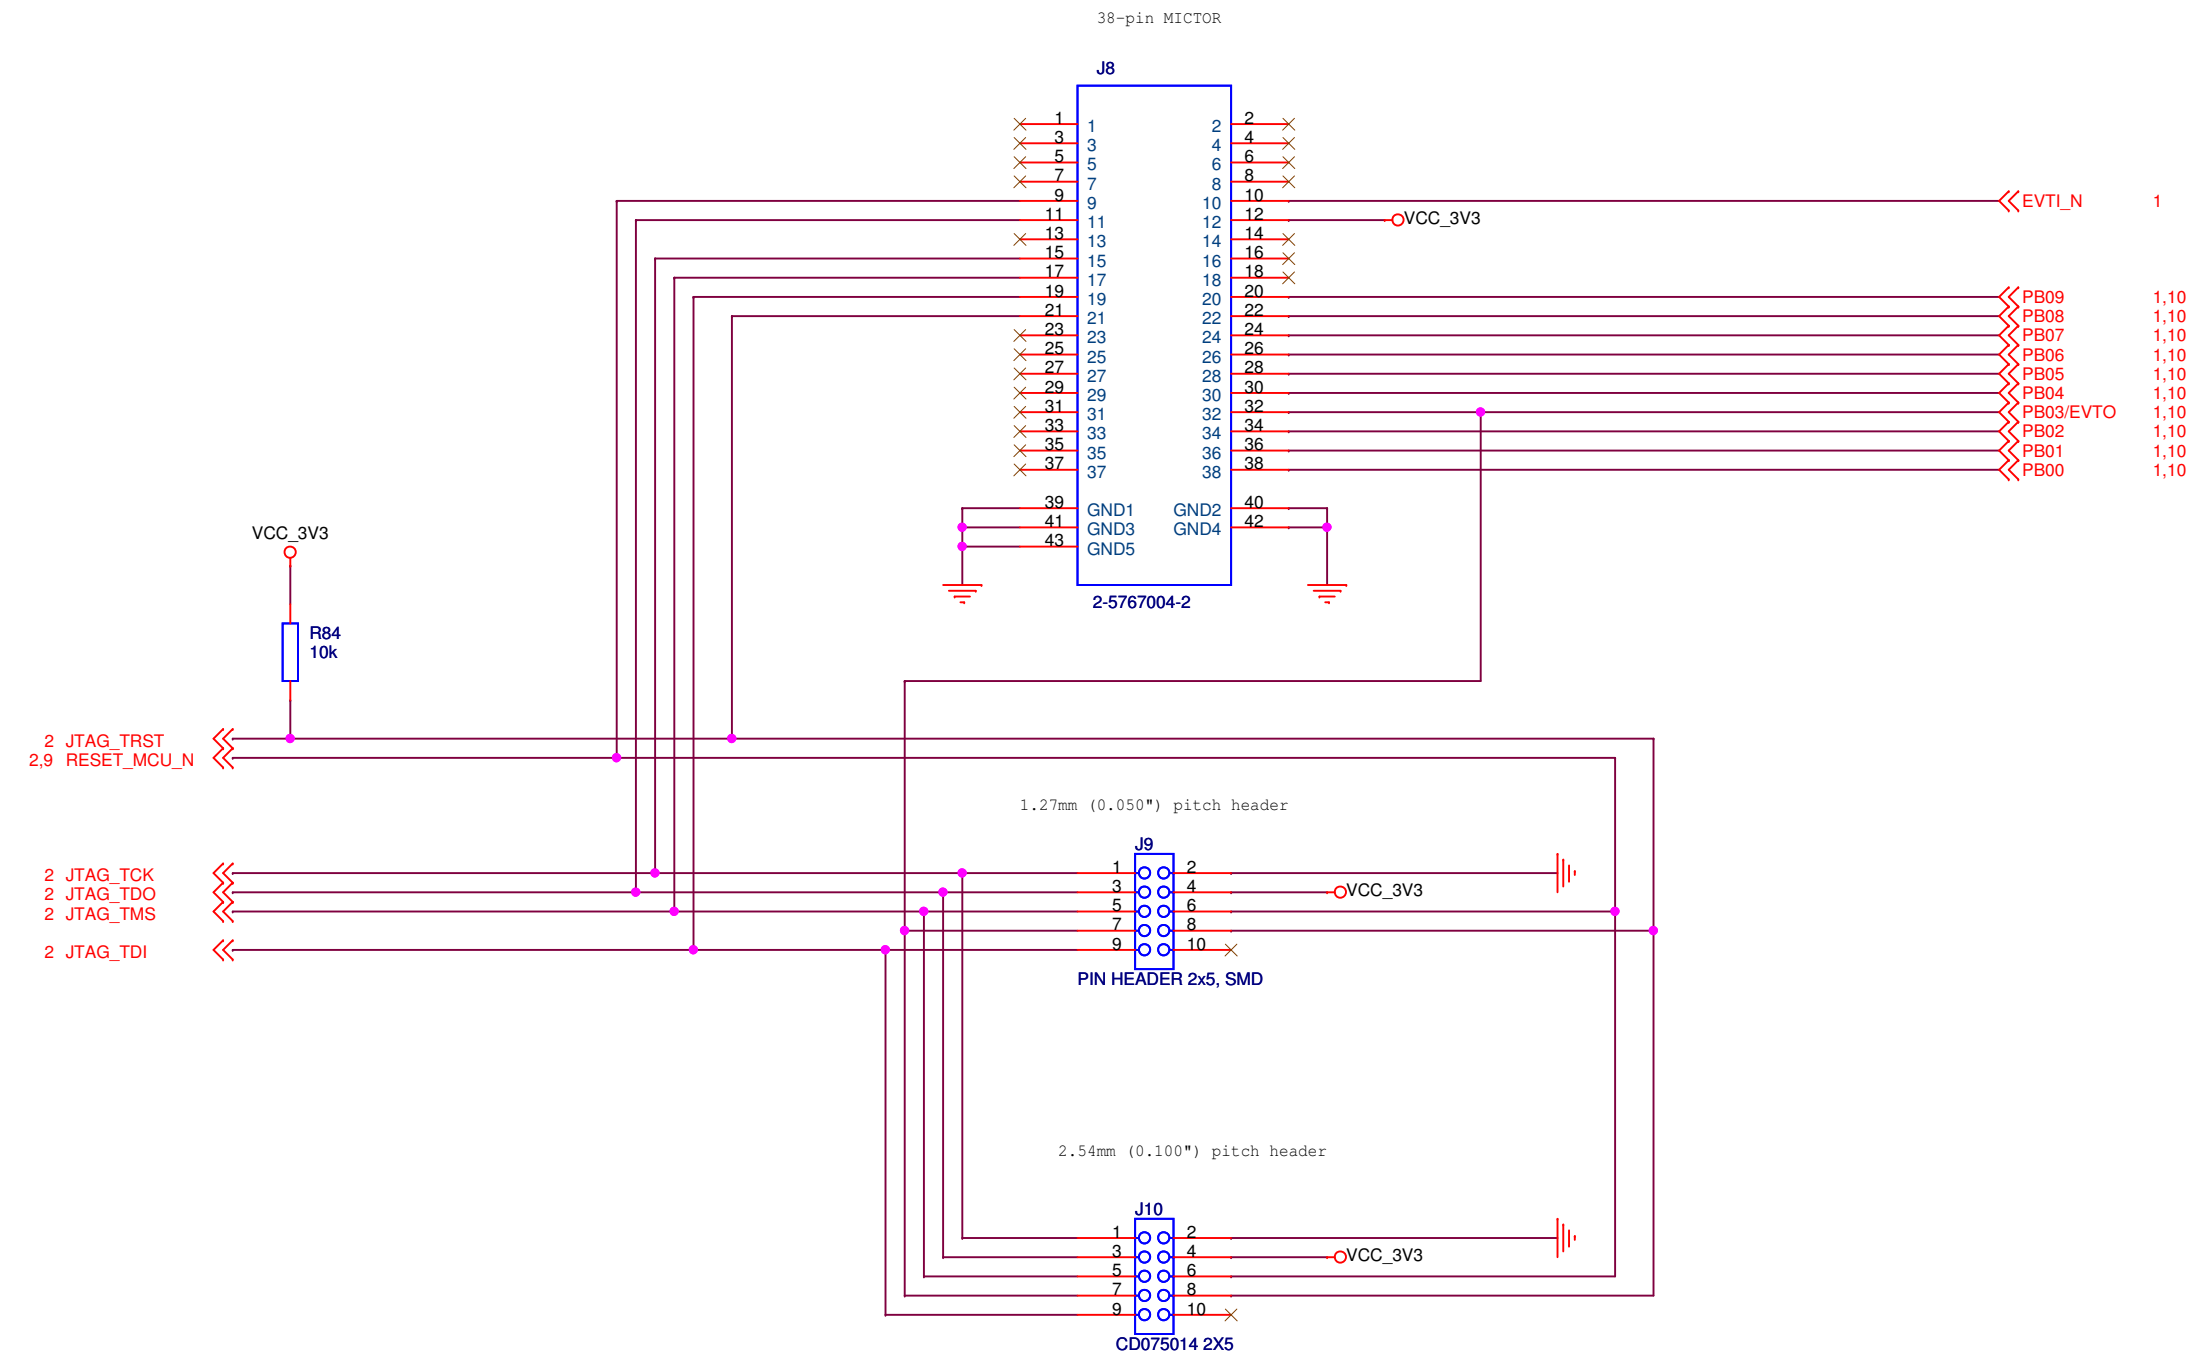 38-pin MICTOR
J8
1 1 2 2
3 3 4 4
5 5 6 6
7 7 8 8
9 9 10 10 EVTI_N 1
11 11 12 12 VCC_3V3
13 13 14 14
15 15 16 16
17 17 18 18
19 19 20 20 PB09 1,10
21 21 22 22 PB08 1,10
23 23 24 24 PB07 1,10
25 25 26 26 PB06 1,10
27 27 28 28 PB05 1,10
29 29 30 30 PB04 1,10
31 31 32 32 PB03/EVTO 1,10
33 33 34 34 PB02 1,10
35 35 36 36 PB01 1,10
37 37 38 38 PB00 1,10
39 GND1 GND2 40
41 GND3 GND4 42
43 GND5
2-5767004-2
VCC_3V3
R84
10k
2 JTAG_TRST
2,9 RESET_MCU_N
1.27mm (0.050") pitch header
J9
2 JTAG_TCK 1 2
2 JTAG_TDO 3 4 VCC_3V3
2 JTAG_TMS 5 6
7 8
2 JTAG_TDI 9 10
PIN HEADER 2x5, SMD
2.54mm (0.100") pitch header
J10
1 2
3 4 VCC_3V3
5 6
7 8
9 10
CD075014 2X5